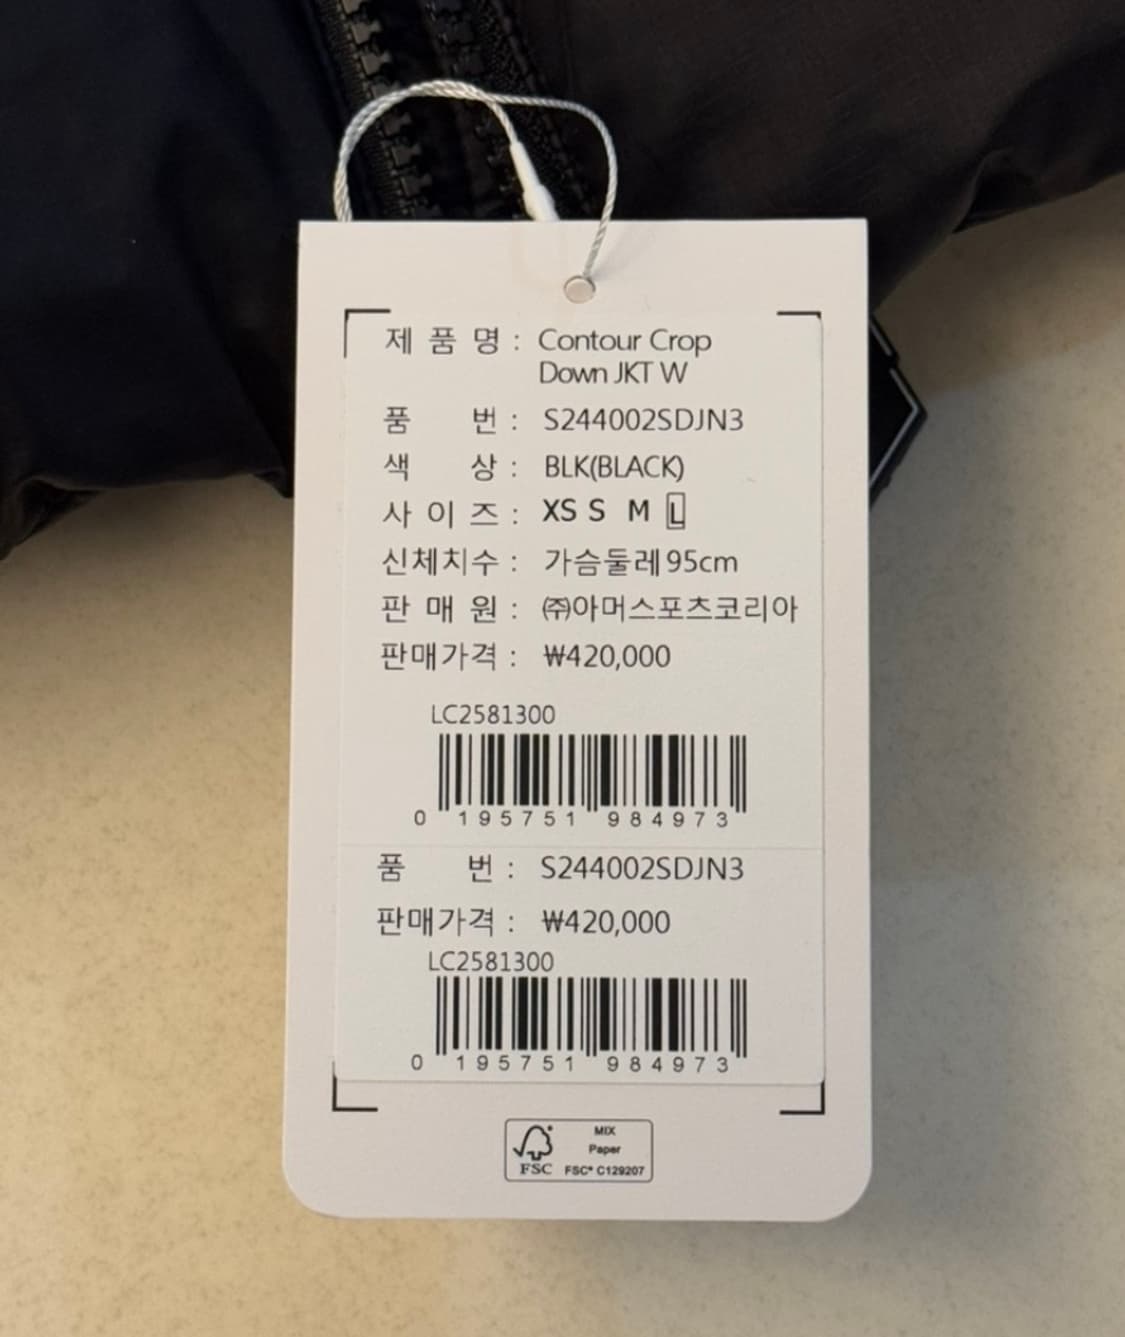 제 품 명 : Contour Crop
Down JKT W
품 번 : S244002SDJN3
색 상 : BLK(BLACK)
사 이 즈 : XS S M L
신체치수 : 가슴둘레 95cm
판 매 원 : ㈜아머스포츠코리아
판매가격 : ₩420,000
LC2581300
0 195751 984973
품 번 : S244002SDJN3
판매가격 : ₩420,000
LC2581300
0 195751 984973
MIX
Paper
FSC FSC® C129207